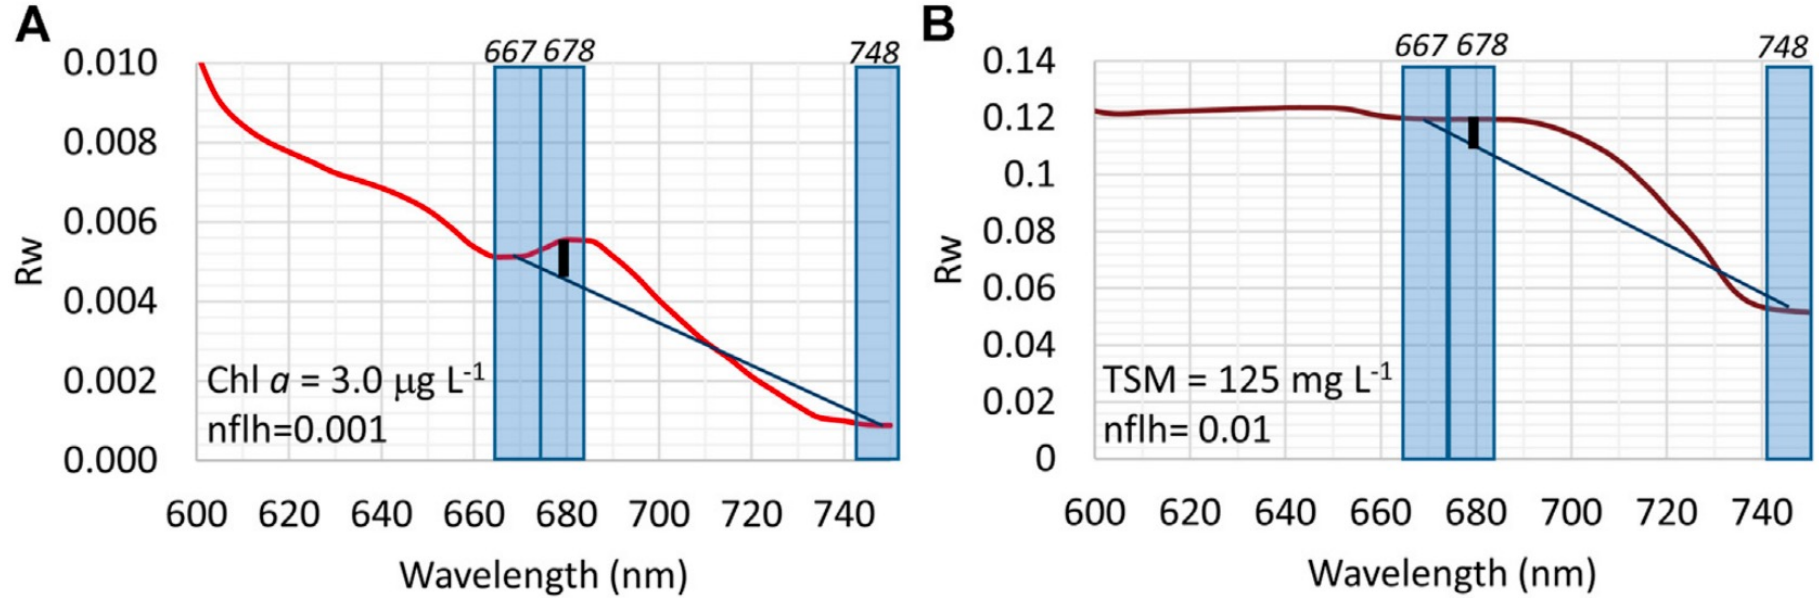 A
667 678 748
0.010
0.008
0.006
0.004
0.002
0.000
Rw
Chl a = 3.0 µg L-1
nflh=0.001
600 620 640 660 680 700 720 740
Wavelength (nm)
B
667 678 748
0.14
0.12
0.1
0.08
0.06
0.04
0.02
0
Rw
TSM = 125 mg L-1
nflh= 0.01
600 620 640 660 680 700 720 740
Wavelength (nm)